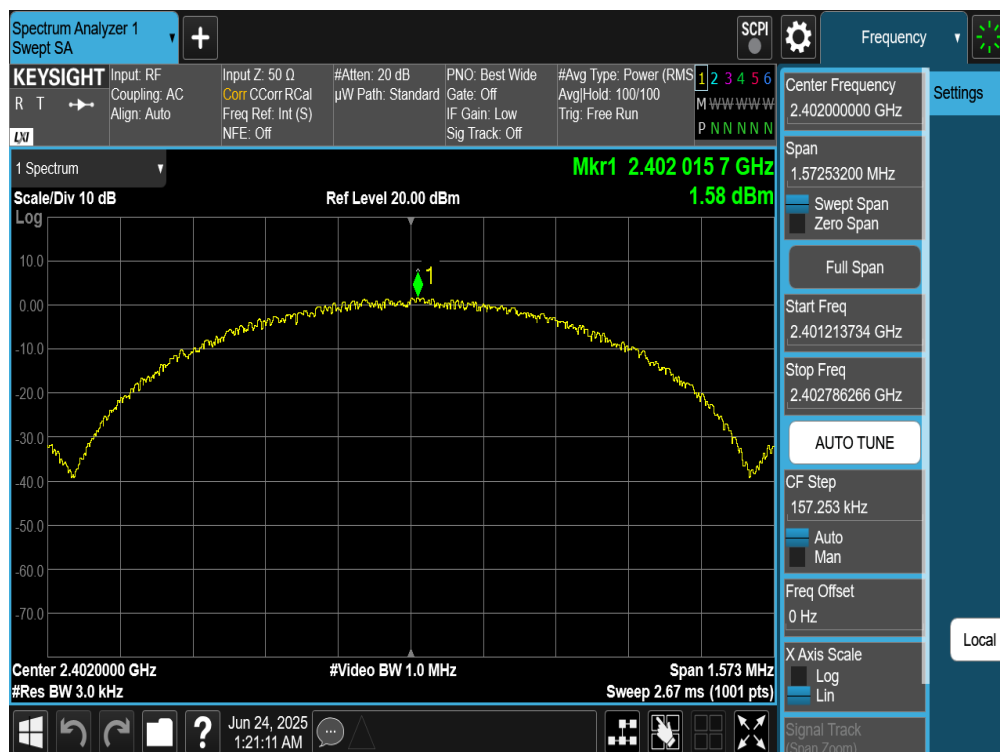 Spectrum Analyzer 1
Swept SA
+
SCPI
Frequency
KEYSIGHT
R T
LXI
Input: RF
Coupling: AC
Align: Auto
Input Z: 50 Ω
Corr CCorr RCal
Freq Ref: Int (S)
NFE: Off
#Atten: 20 dB
µW Path: Standard
PNO: Best Wide
Gate: Off
IF Gain: Low
Sig Track: Off
#Avg Type: Power (RMS
Avg|Hold: 100/100
Trig: Free Run
1 2 3 4 5 6
M W W W W W
P N N N N N
1 Spectrum
Mkr1 2.402 015 7 GHz
Scale/Div 10 dB
Ref Level 20.00 dBm
1.58 dBm
Log
1
10.0
0.00
-10.0
-20.0
-30.0
-40.0
-50.0
-60.0
-70.0
Center 2.4020000 GHz
#Video BW 1.0 MHz
Span 1.573 MHz
#Res BW 3.0 kHz
Sweep 2.67 ms (1001 pts)
?
Jun 24, 2025
1:21:11 AM
Center Frequency
2.402000000 GHz
Span
1.57253200 MHz
Swept Span
Zero Span
Full Span
Start Freq
2.401213734 GHz
Stop Freq
2.402786266 GHz
AUTO TUNE
CF Step
157.253 kHz
Auto
Man
Freq Offset
0 Hz
X Axis Scale
Log
Lin
Signal Track
(Span Zoom)
Settings
Local